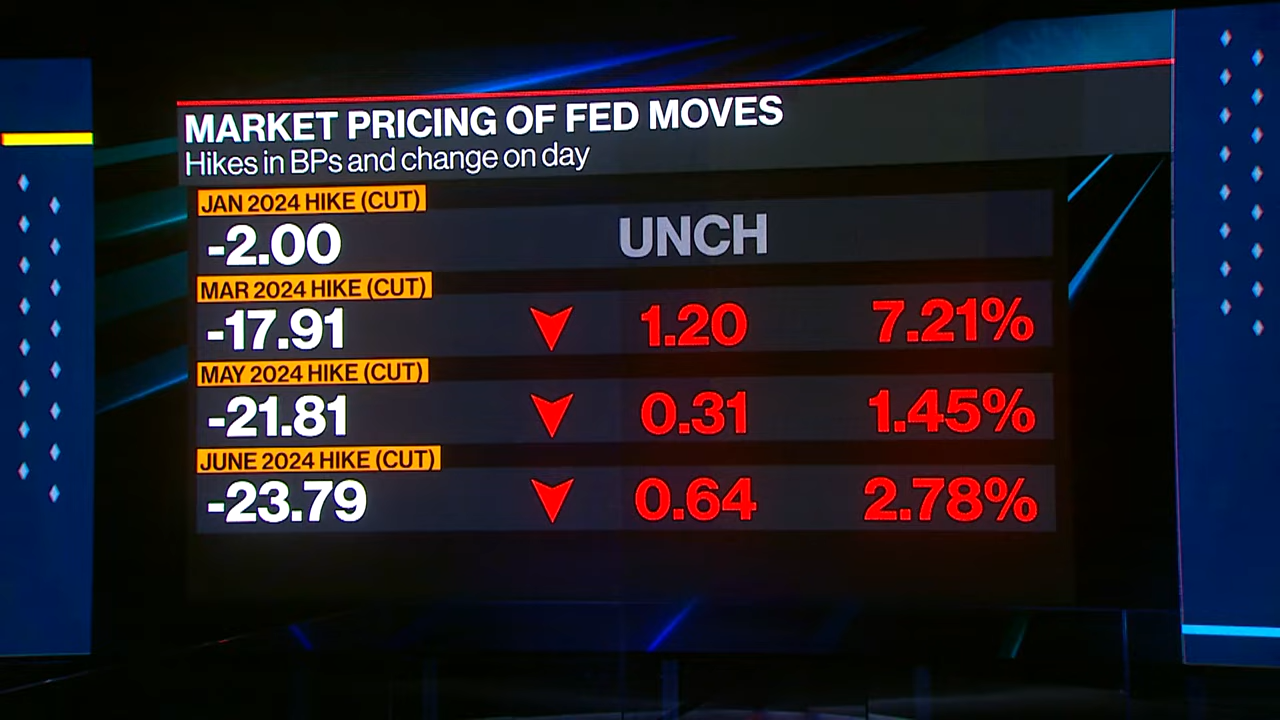 MARKET PRICING OF FED MOVES
Hikes in BPs and change on day
JAN 2024 HIKE (CUT)
-2.00 UNCH
MAR 2024 HIKE (CUT)
-17.91 1.20 7.21%
MAY 2024 HIKE (CUT)
-21.81 0.31 1.45%
JUNE 2024 HIKE (CUT)
-23.79 0.64 2.78%